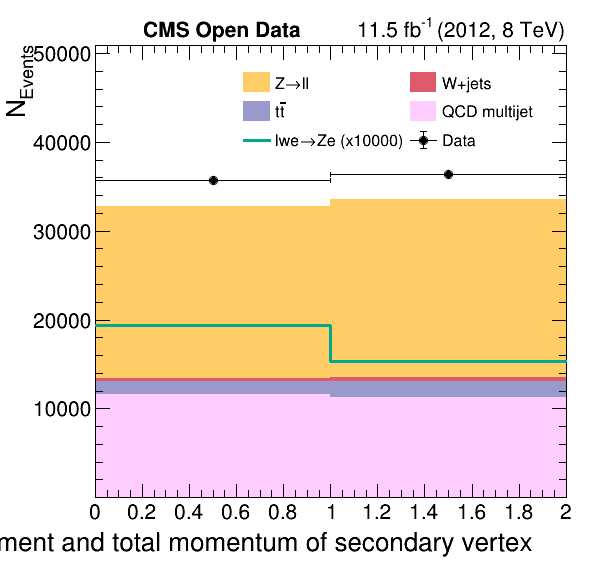 CMS Open Data 11.5 fb⁻¹ (2012, 8 TeV)
N_Events
50000
40000
30000
20000
10000
Z→ll W+jets
tt̄ QCD multijet
Iwe→Ze (x10000) Data
0 0.2 0.4 0.6 0.8 1 1.2 1.4 1.6 1.8 2
ment and total momentum of secondary vertex